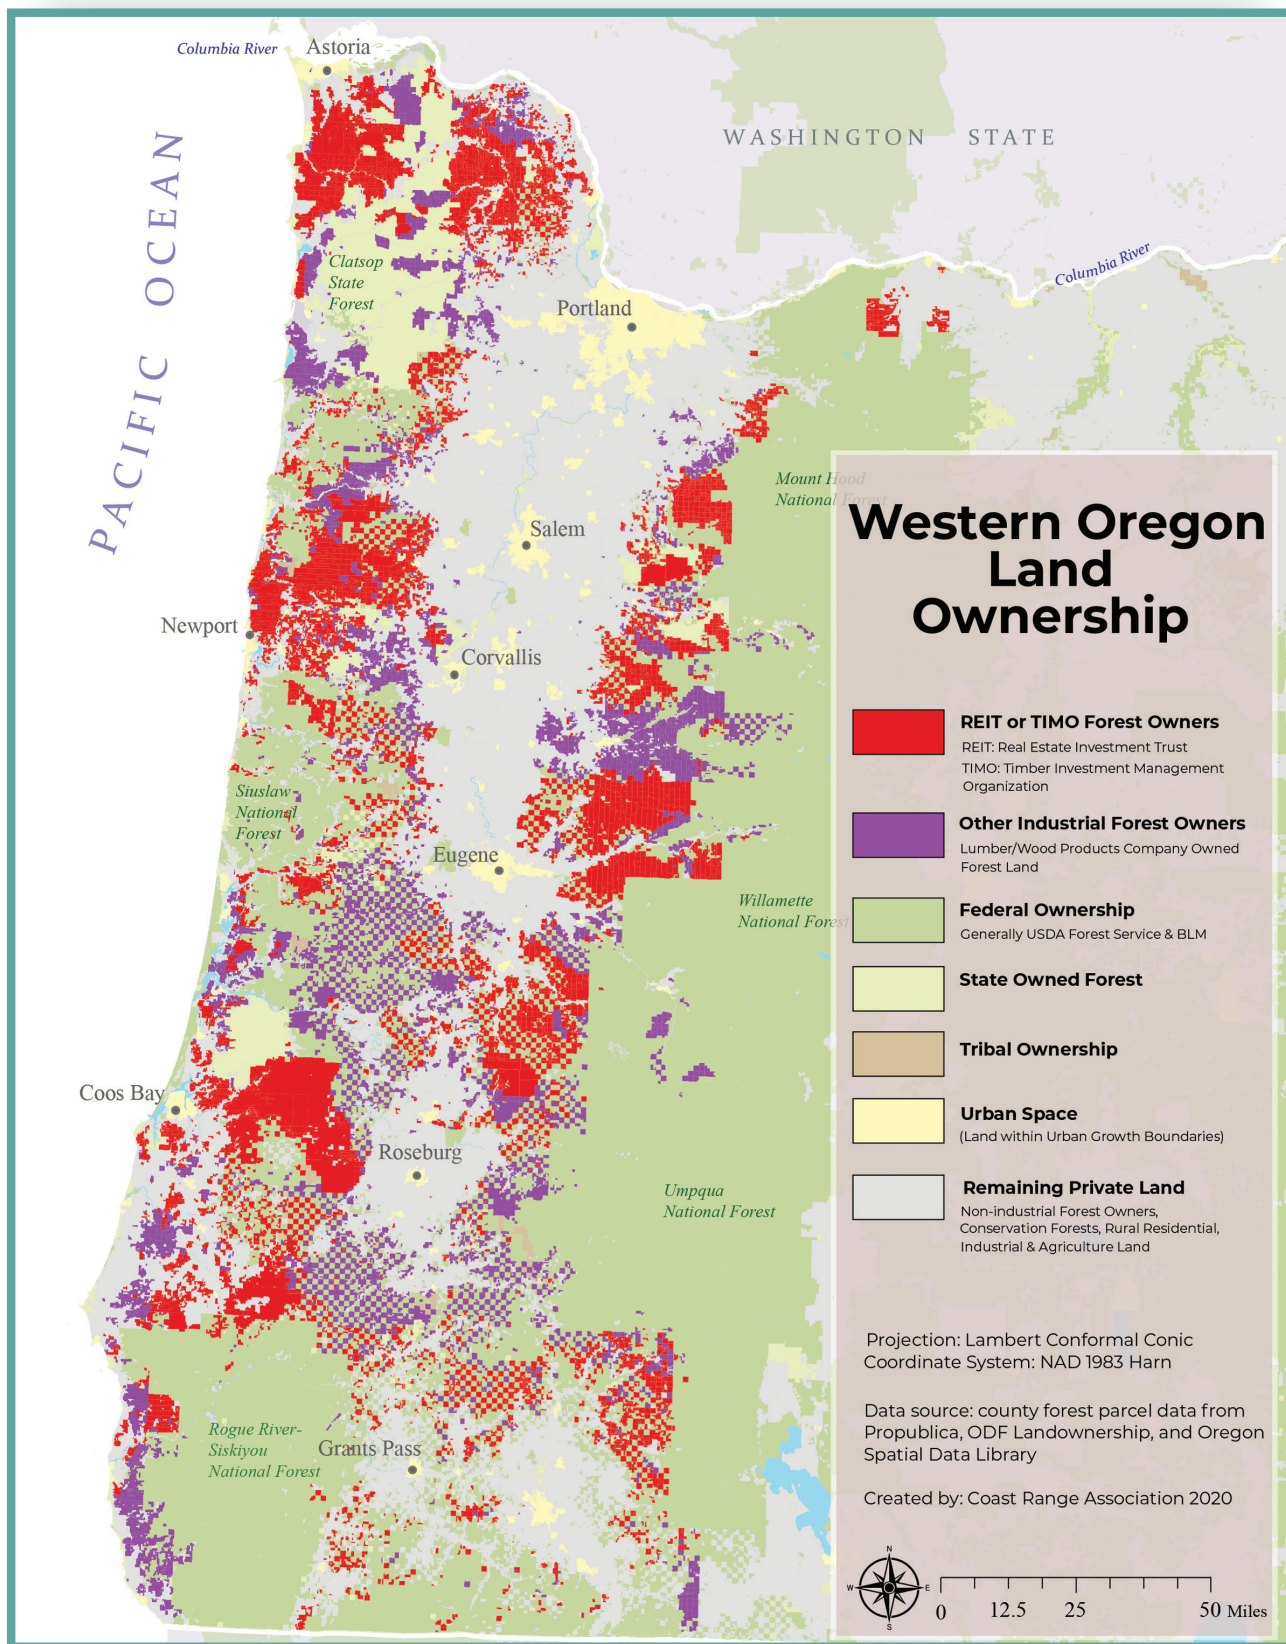 Columbia River
Astoria
WASHINGTON STATE
PACIFIC OCEAN
Columbia River
Clatsop
State
Forest
Portland
Mount Hood
National Forest
Salem
Newport
Corvallis
Siuslaw
National
Forest
Eugene
Willamette
National Forest
Coos Bay
Roseburg
Umpqua
National Forest
Rogue River-
Siskiyou
National Forest
Grants Pass
Western Oregon
Land
Ownership
REIT or TIMO Forest Owners
REIT: Real Estate Investment Trust
TIMO: Timber Investment Management
Organization
Other Industrial Forest Owners
Lumber/Wood Products Company Owned
Forest Land
Federal Ownership
Generally USDA Forest Service & BLM
State Owned Forest
Tribal Ownership
Urban Space
(Land within Urban Growth Boundaries)
Remaining Private Land
Non-industrial Forest Owners,
Conservation Forests, Rural Residential,
Industrial & Agriculture Land
Projection: Lambert Conformal Conic
Coordinate System: NAD 1983 Harn
Data source: county forest parcel data from
Propublica, ODF Landownership, and Oregon
Spatial Data Library
Created by: Coast Range Association 2020
N
W E
S
0 12.5 25 50 Miles